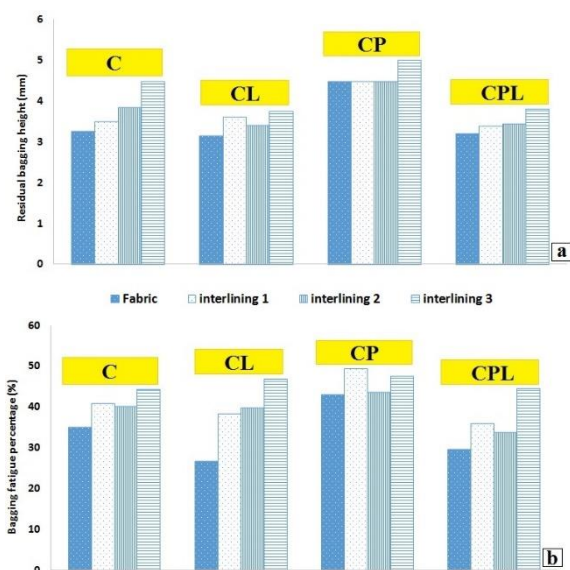 6
5
4
3
2
1
0
Residual bagging height (mm)
C
CL
CP
CPL
a
Fabric interlining 1 interlining 2 interlining 3
60
50
40
30
20
10
0
Bagging fatigue percentage (%)
C
CL
CP
CPL
b